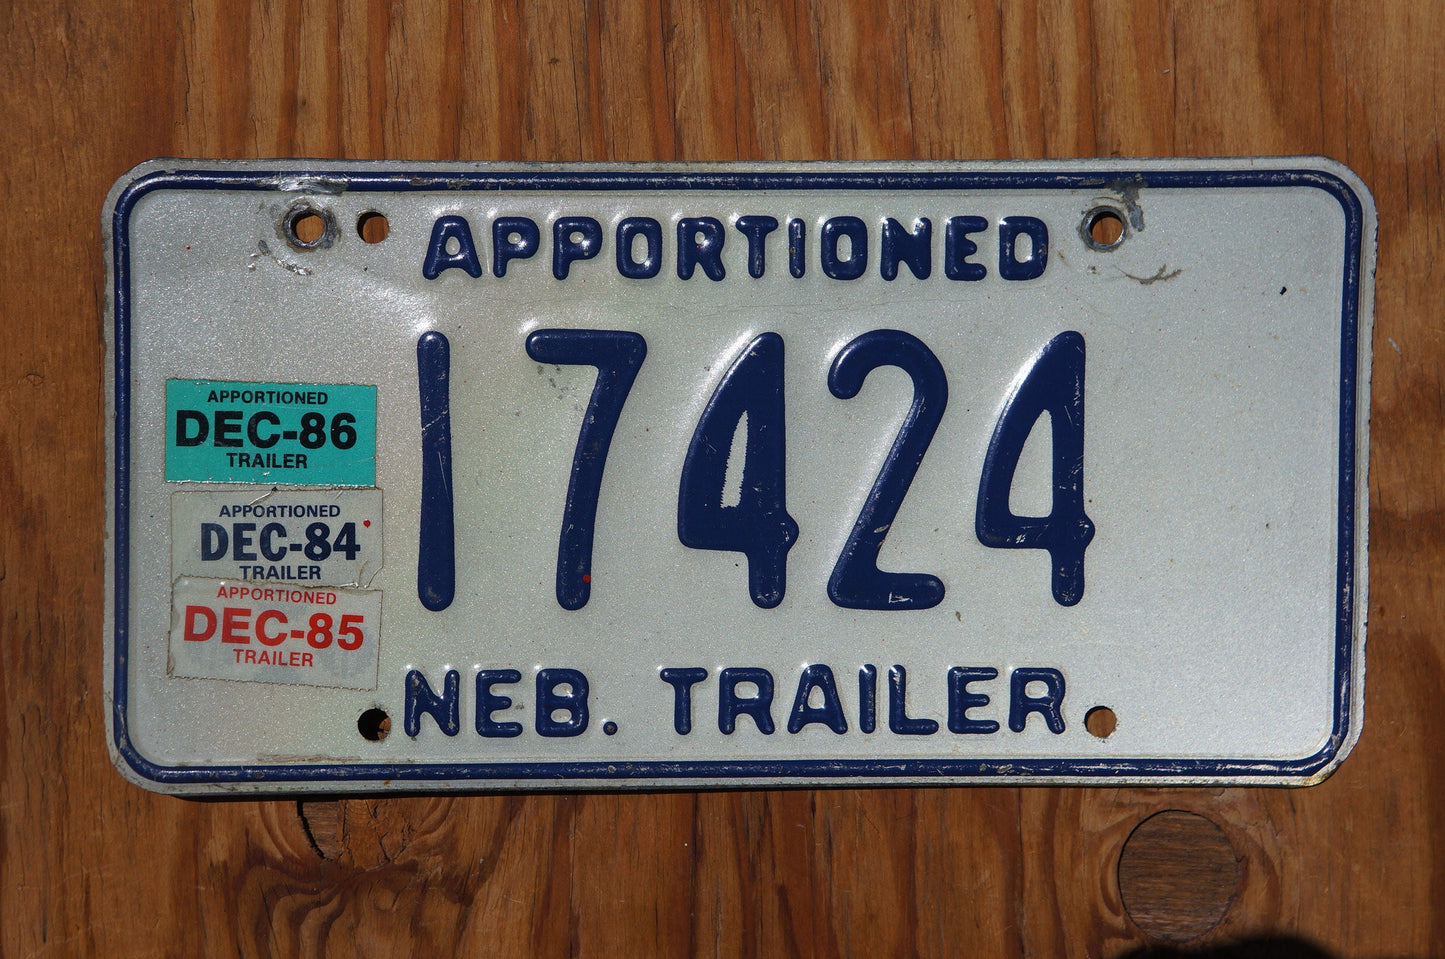 APPORTIONED
17424
APPORTIONED
DEC-86
TRAILER
APPORTIONED
DEC-84
TRAILER
APPORTIONED
DEC-85
TRAILER
NEB. TRAILER